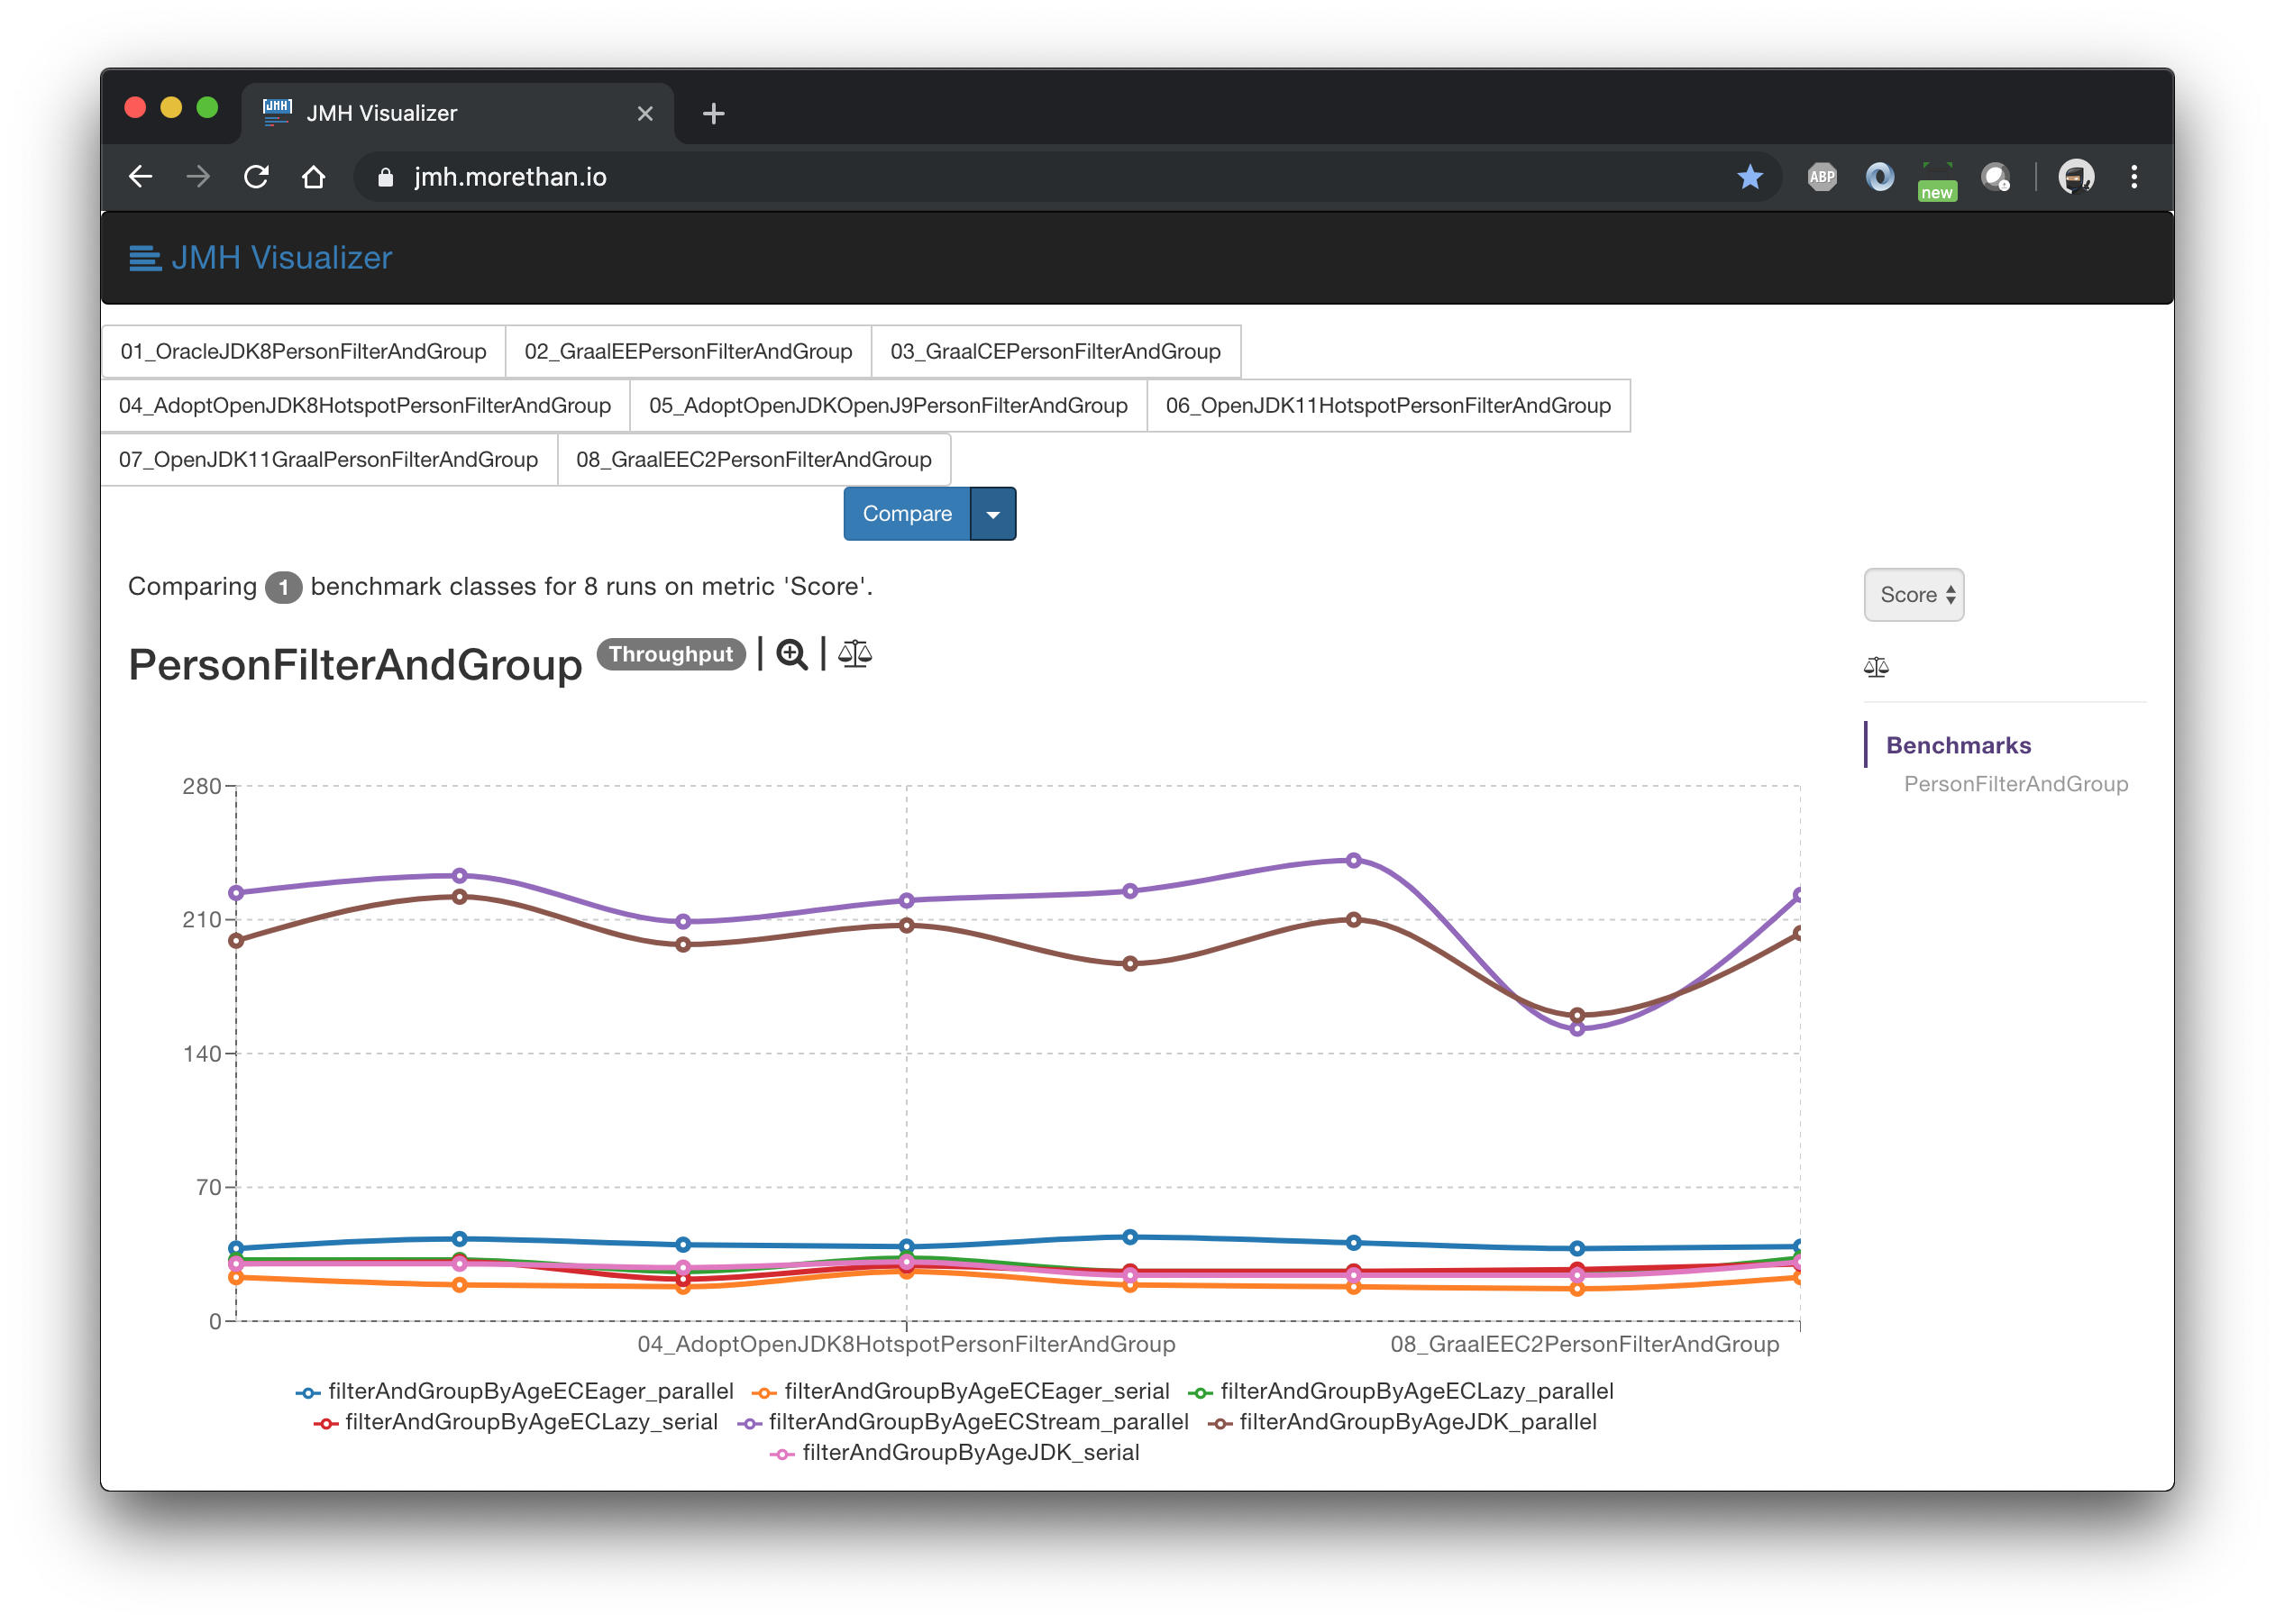 JMH Visualizer
jmh.morethan.io
ABP
new
JMH Visualizer
01_OracleJDK8PersonFilterAndGroup 02_GraalEEPersonFilterAndGroup 03_GraalCEPersonFilterAndGroup
04_AdoptOpenJDK8HotspotPersonFilterAndGroup 05_AdoptOpenJDKOpenJ9PersonFilterAndGroup 06_OpenJDK11HotspotPersonFilterAndGroup
07_OpenJDK11GraalPersonFilterAndGroup 08_GraalEEC2PersonFilterAndGroup
Compare
Comparing 1 benchmark classes for 8 runs on metric 'Score'.
Score
PersonFilterAndGroup Throughput
Benchmarks
PersonFilterAndGroup
280
210
140
70
0
04_AdoptOpenJDK8HotspotPersonFilterAndGroup 08_GraalEEC2PersonFilterAndGroup
filterAndGroupByAgeECEager_parallel filterAndGroupByAgeECEager_serial filterAndGroupByAgeECLazy_parallel
filterAndGroupByAgeECLazy_serial filterAndGroupByAgeECStream_parallel filterAndGroupByAgeJDK_parallel
filterAndGroupByAgeJDK_serial